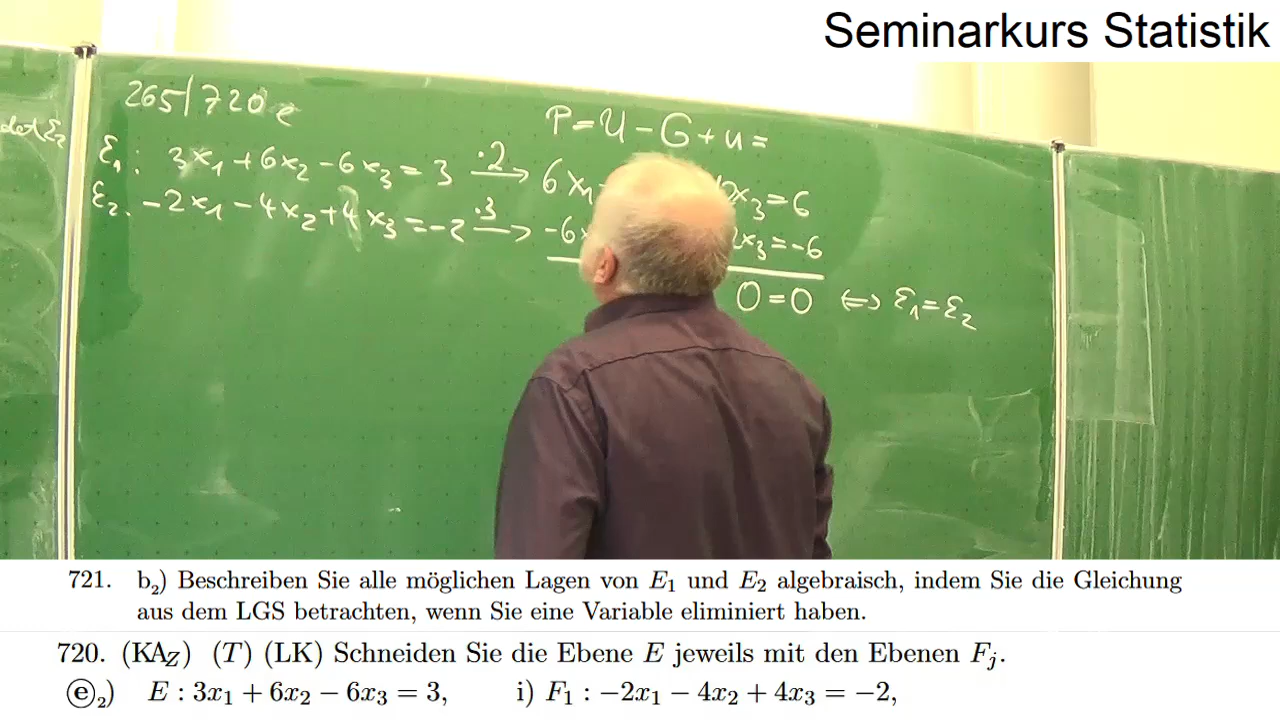 Seminarkurs Statistik
265/720 e
P=U-G+u=
det E₂
E₁: 3x₁+6x₂-6x₃=3 —·2→ 6x₁ x₃=6
E₂: -2x₁-4x₂+4x₃=-2 —·3→ -6x x₃=-6
0=0 ⇔ E₁=E₂
721. b₂) Beschreiben Sie alle möglichen Lagen von E₁ und E₂ algebraisch, indem Sie die Gleichung
aus dem LGS betrachten, wenn Sie eine Variable eliminiert haben.
720. (KA_Z) (T) (LK) Schneiden Sie die Ebene E jeweils mit den Ebenen F_j.
ⓔ₂) E : 3x₁ + 6x₂ − 6x₃ = 3, i) F₁ : −2x₁ − 4x₂ + 4x₃ = −2,